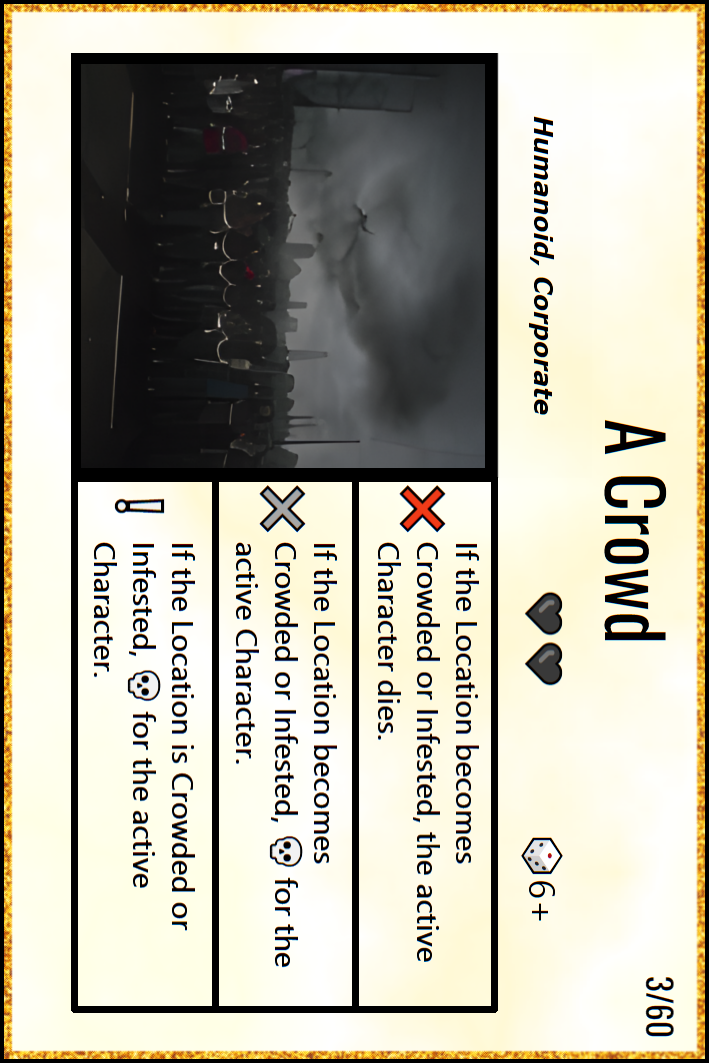 A Crowd
3/60
Humanoid, Corporate
6+
If the Location becomes
Crowded or Infested, the active
Character dies.
If the Location becomes
Crowded or Infested, 💀 for the
active Character.
If the Location is Crowded or
Infested, 💀 for the active
Character.